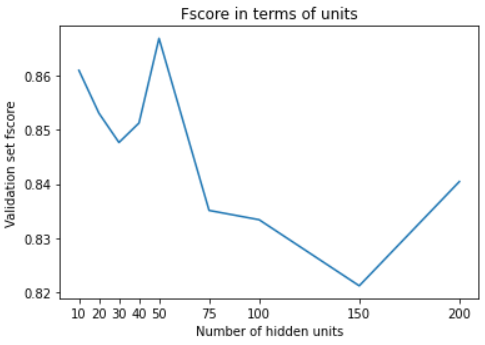 Fscore in terms of units
Validation set fscore
0.86
0.85
0.84
0.83
0.82
10 20 30 40 50 75 100 150 200
Number of hidden units